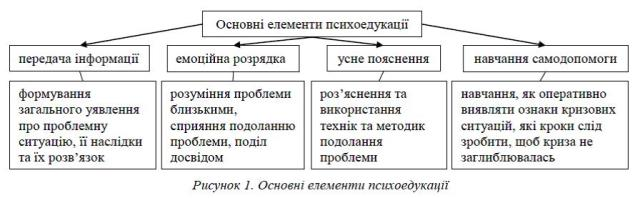 Основні елементи психоедукації
передача інформації
емоційна розрядка
усне пояснення
навчання самодопомоги
формування
загального уявлення
про проблемну
ситуацію, її наслідки
та їх розв’язок
розуміння проблеми
близькими,
сприяння подоланню
проблеми, поділ
досвідом
роз’яснення та
використання
технік та методик
подолання
проблеми
навчання, як оперативно
виявляти ознаки кризових
ситуацій, які кроки слід
зробити, щоб криза не
заглиблювалась
Рисунок 1. Основні елементи психоедукації